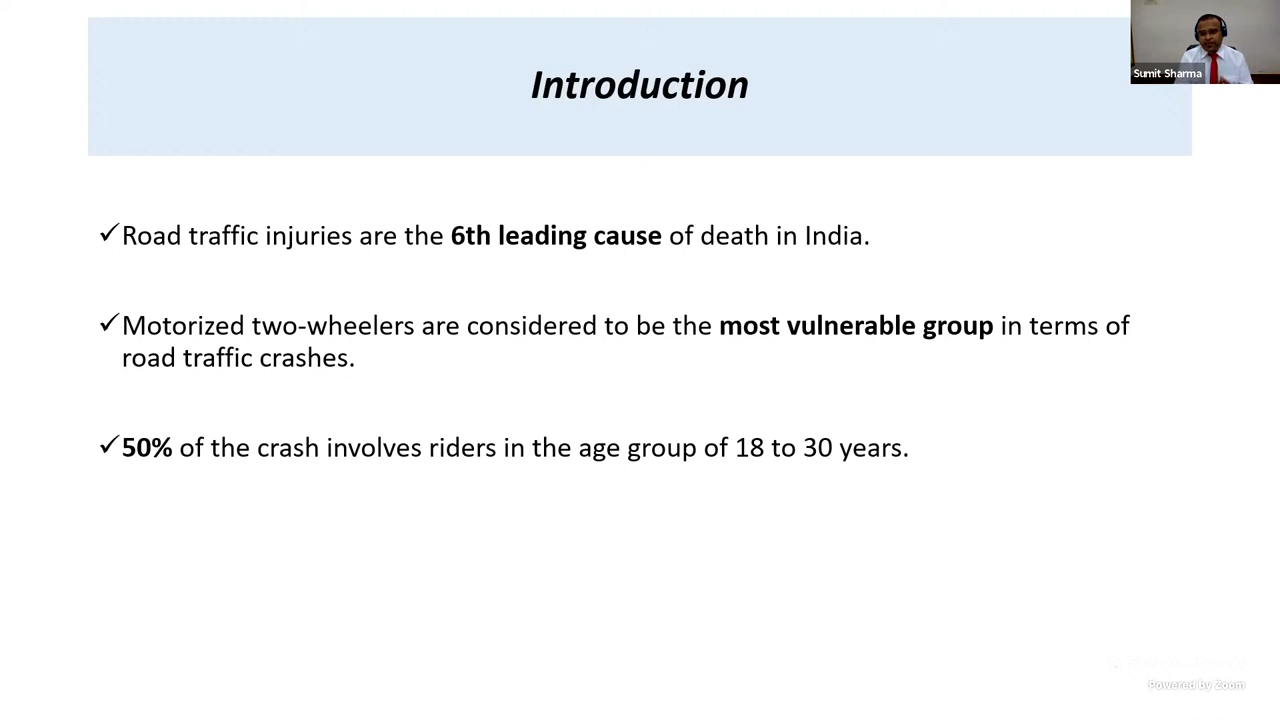 Introduction
Sumit Sharma
✓Road traffic injuries are the 6th leading cause of death in India.
✓Motorized two-wheelers are considered to be the most vulnerable group in terms of
road traffic crashes.
✓50% of the crash involves riders in the age group of 18 to 30 years.
Powered by Zoom